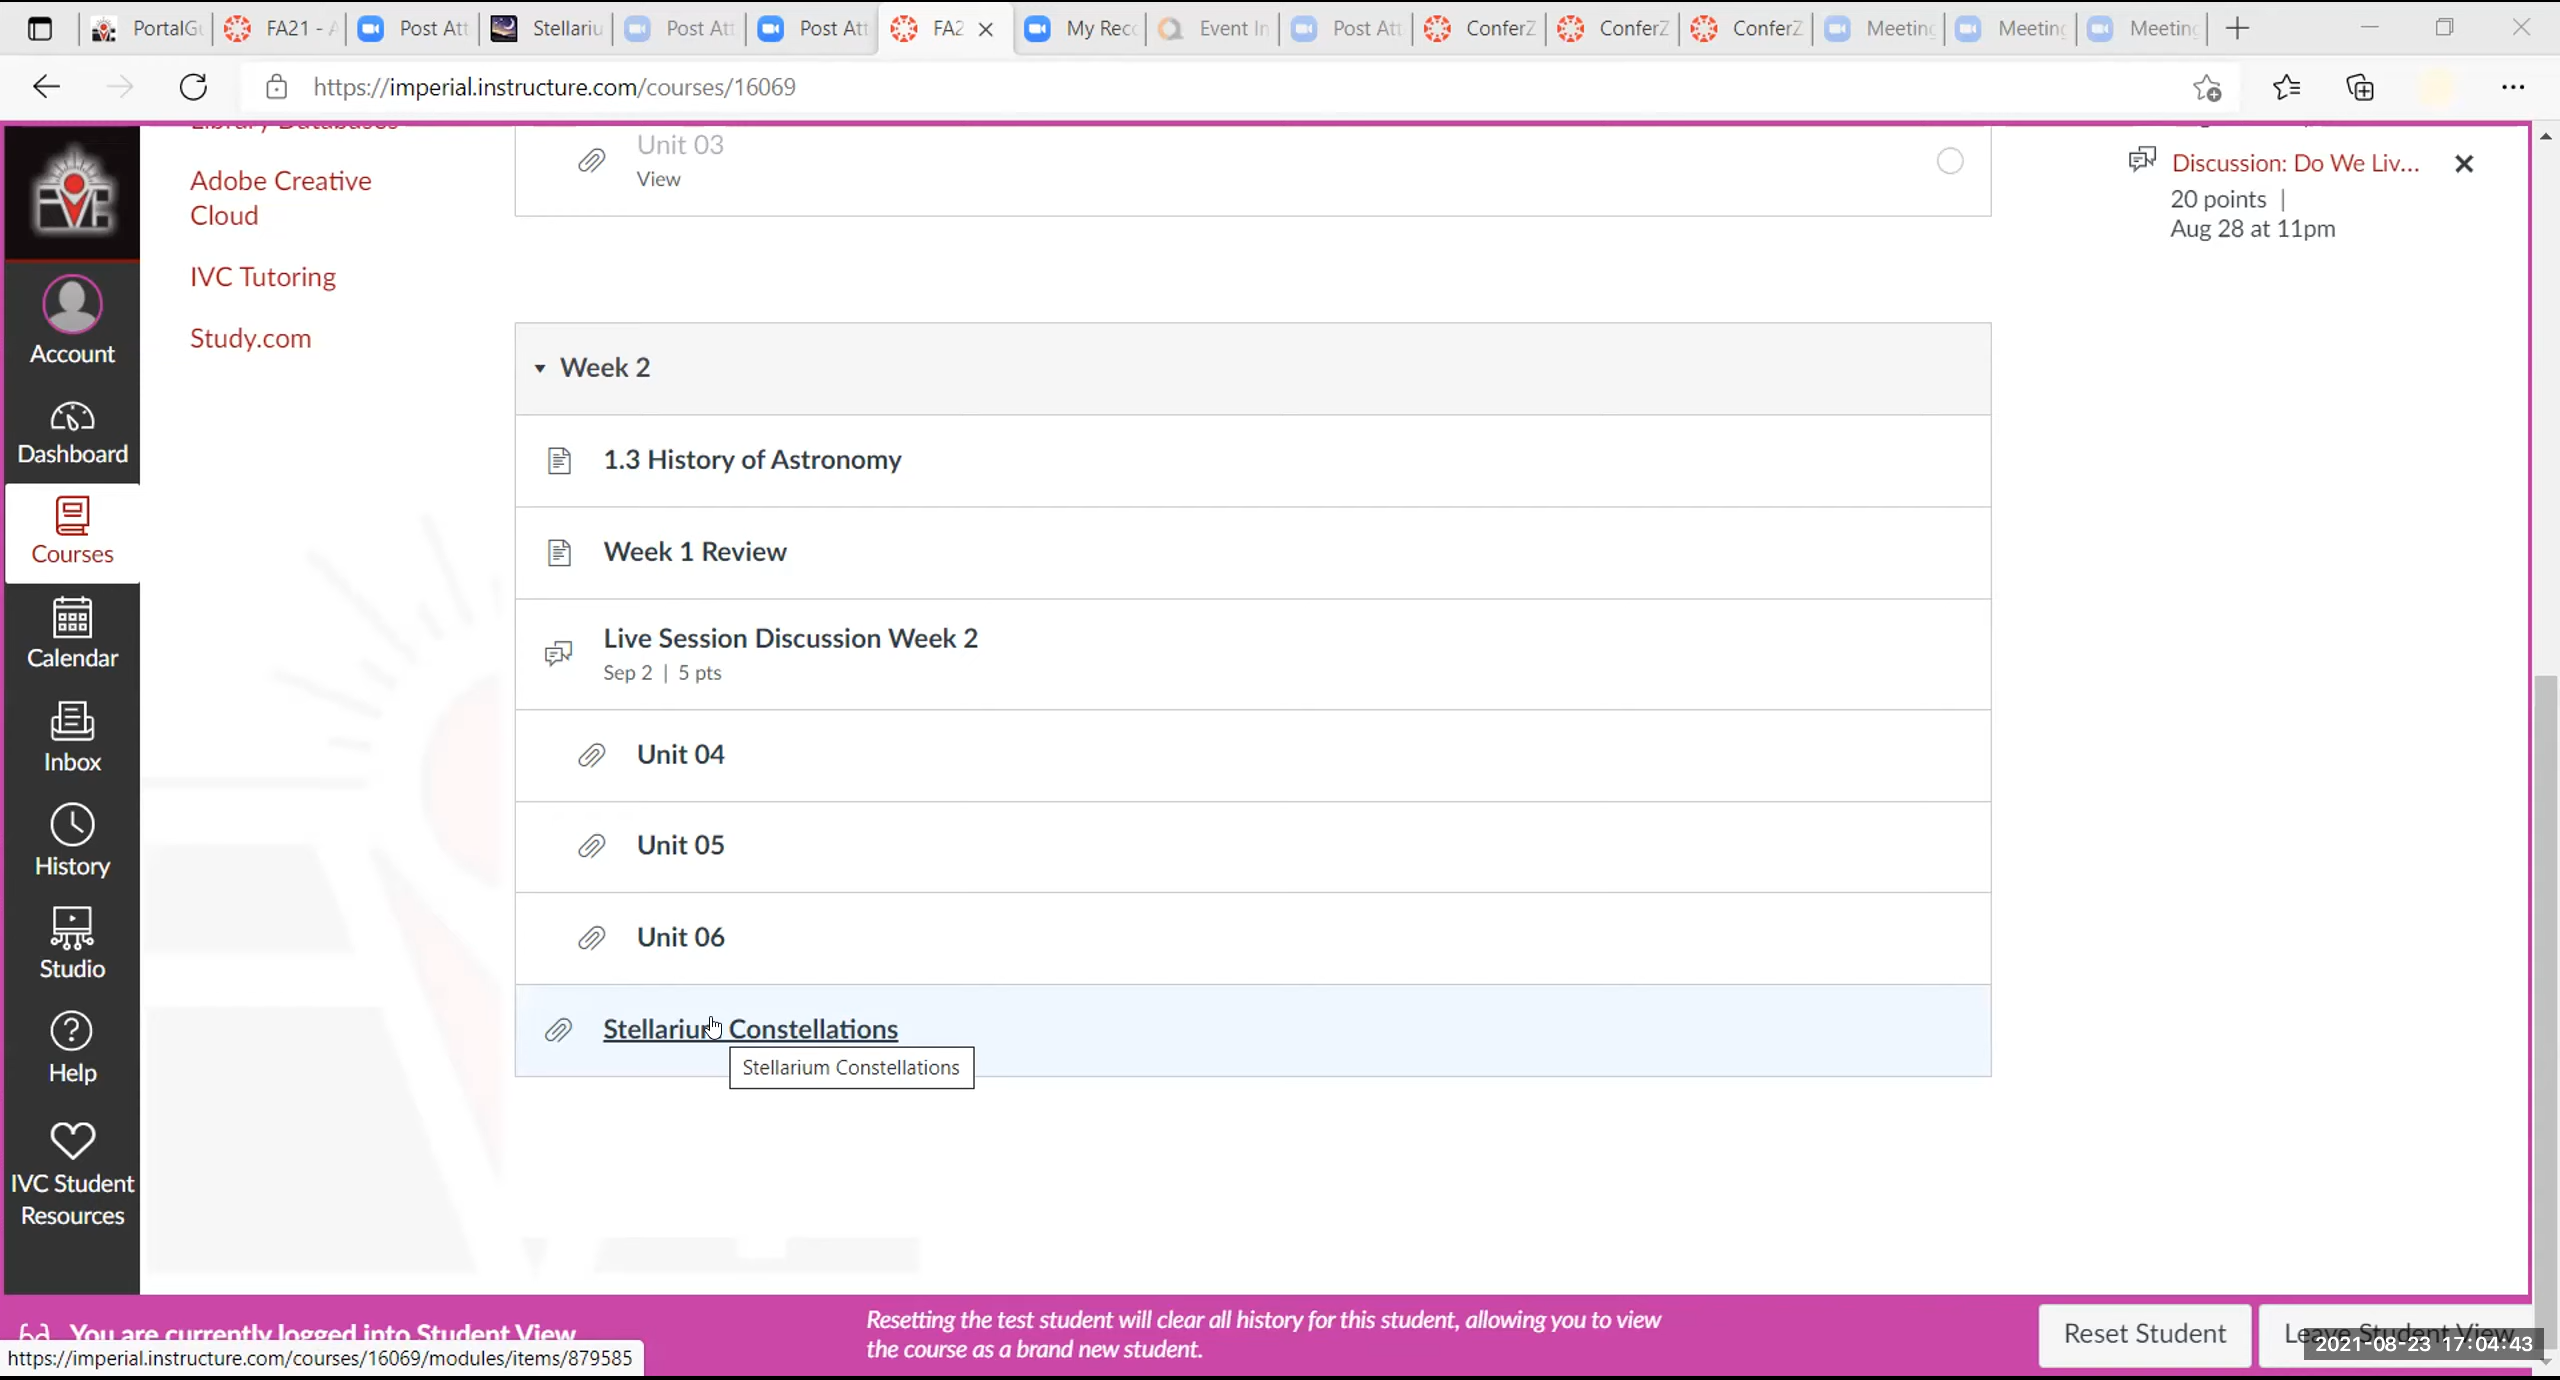 PortalGu
FA21 - A
Post Att
Stellariu
Post Att
Post Att
FA2
My Rec
Event In
Post Att
ConferZ
ConferZ
ConferZ
Meeting
Meeting
Meeting
https://imperial.instructure.com/courses/16069
Library Databases
Adobe Creative
Cloud
IVC Tutoring
Study.com
Account
Dashboard
Courses
Calendar
Inbox
History
Studio
Help
IVC Student
Resources
Unit 03
View
Week 2
1.3 History of Astronomy
Week 1 Review
Live Session Discussion Week 2
Sep 2 | 5 pts
Unit 04
Unit 05
Unit 06
Stellarium Constellations
Stellarium Constellations
Discussion: Do We Liv...
20 points |
Aug 28 at 11pm
You are currently logged into Student View
Resetting the test student will clear all history for this student, allowing you to view
the course as a brand new student.
Reset Student
Leave Student View
2021-08-23 17:04:43
https://imperial.instructure.com/courses/16069/modules/items/879585